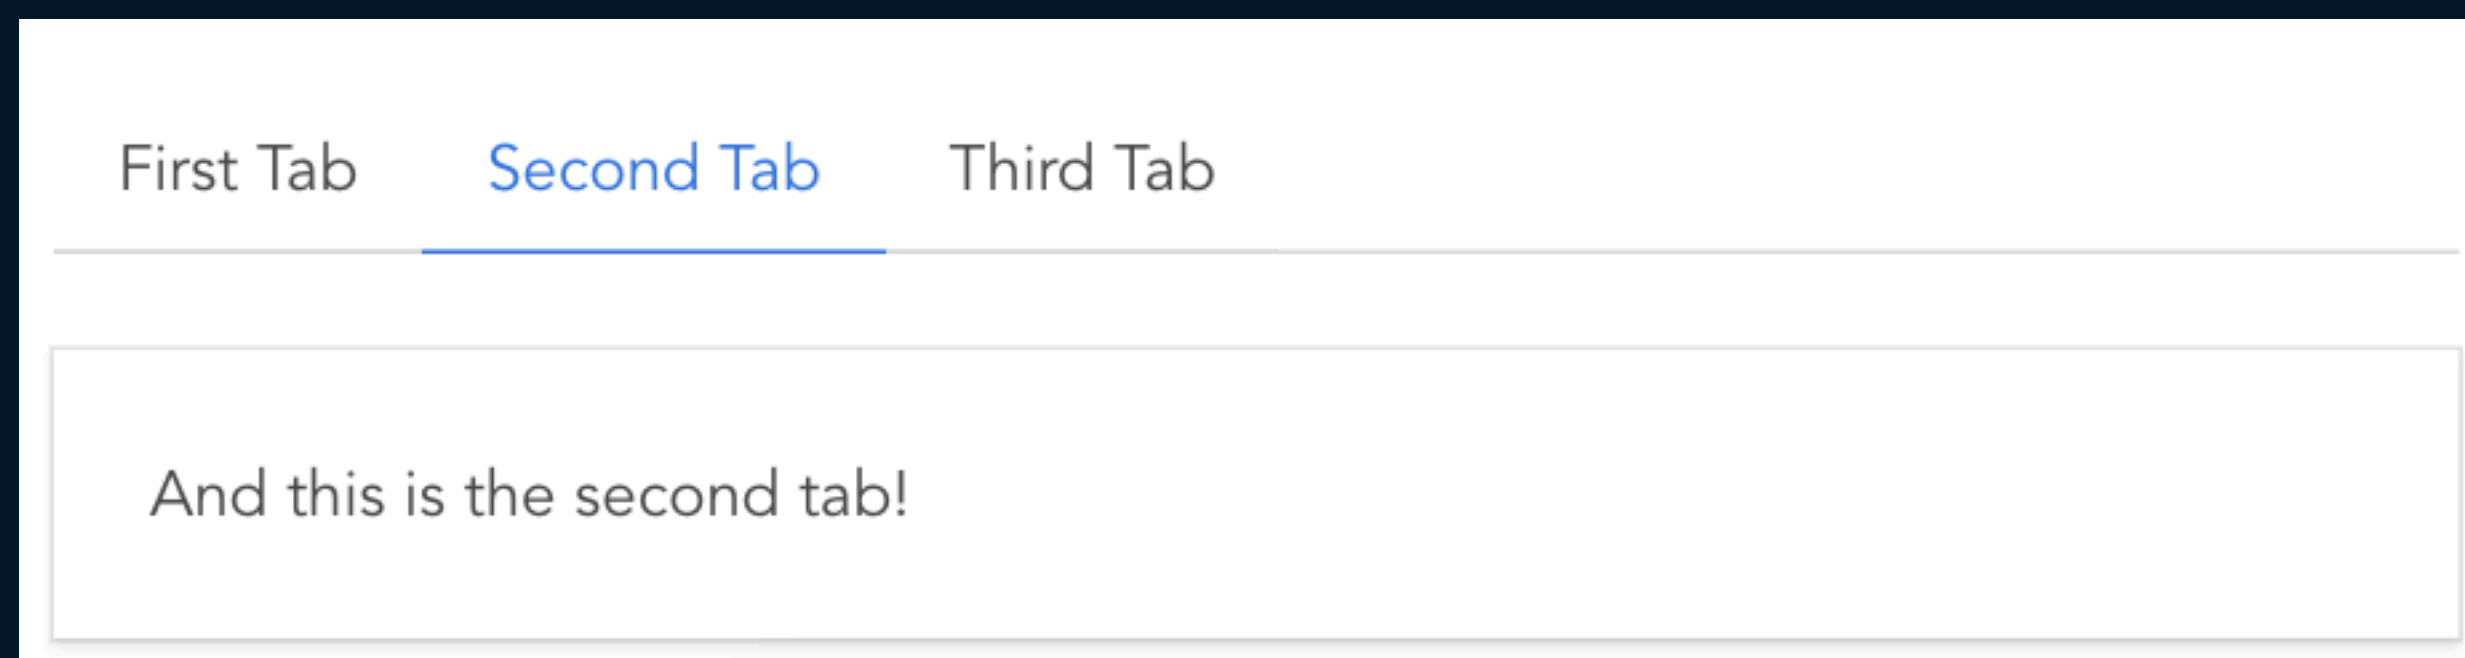 First Tab Second Tab Third Tab
And this is the second tab!